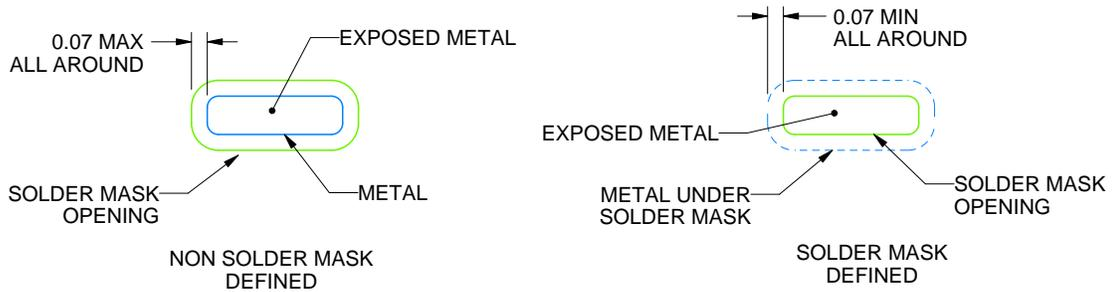 0.07 MAX
ALL AROUND
EXPOSED METAL
SOLDER MASK
OPENING
METAL
NON SOLDER MASK
DEFINED
0.07 MIN
ALL AROUND
EXPOSED METAL
METAL UNDER
SOLDER MASK
SOLDER MASK
OPENING
SOLDER MASK
DEFINED